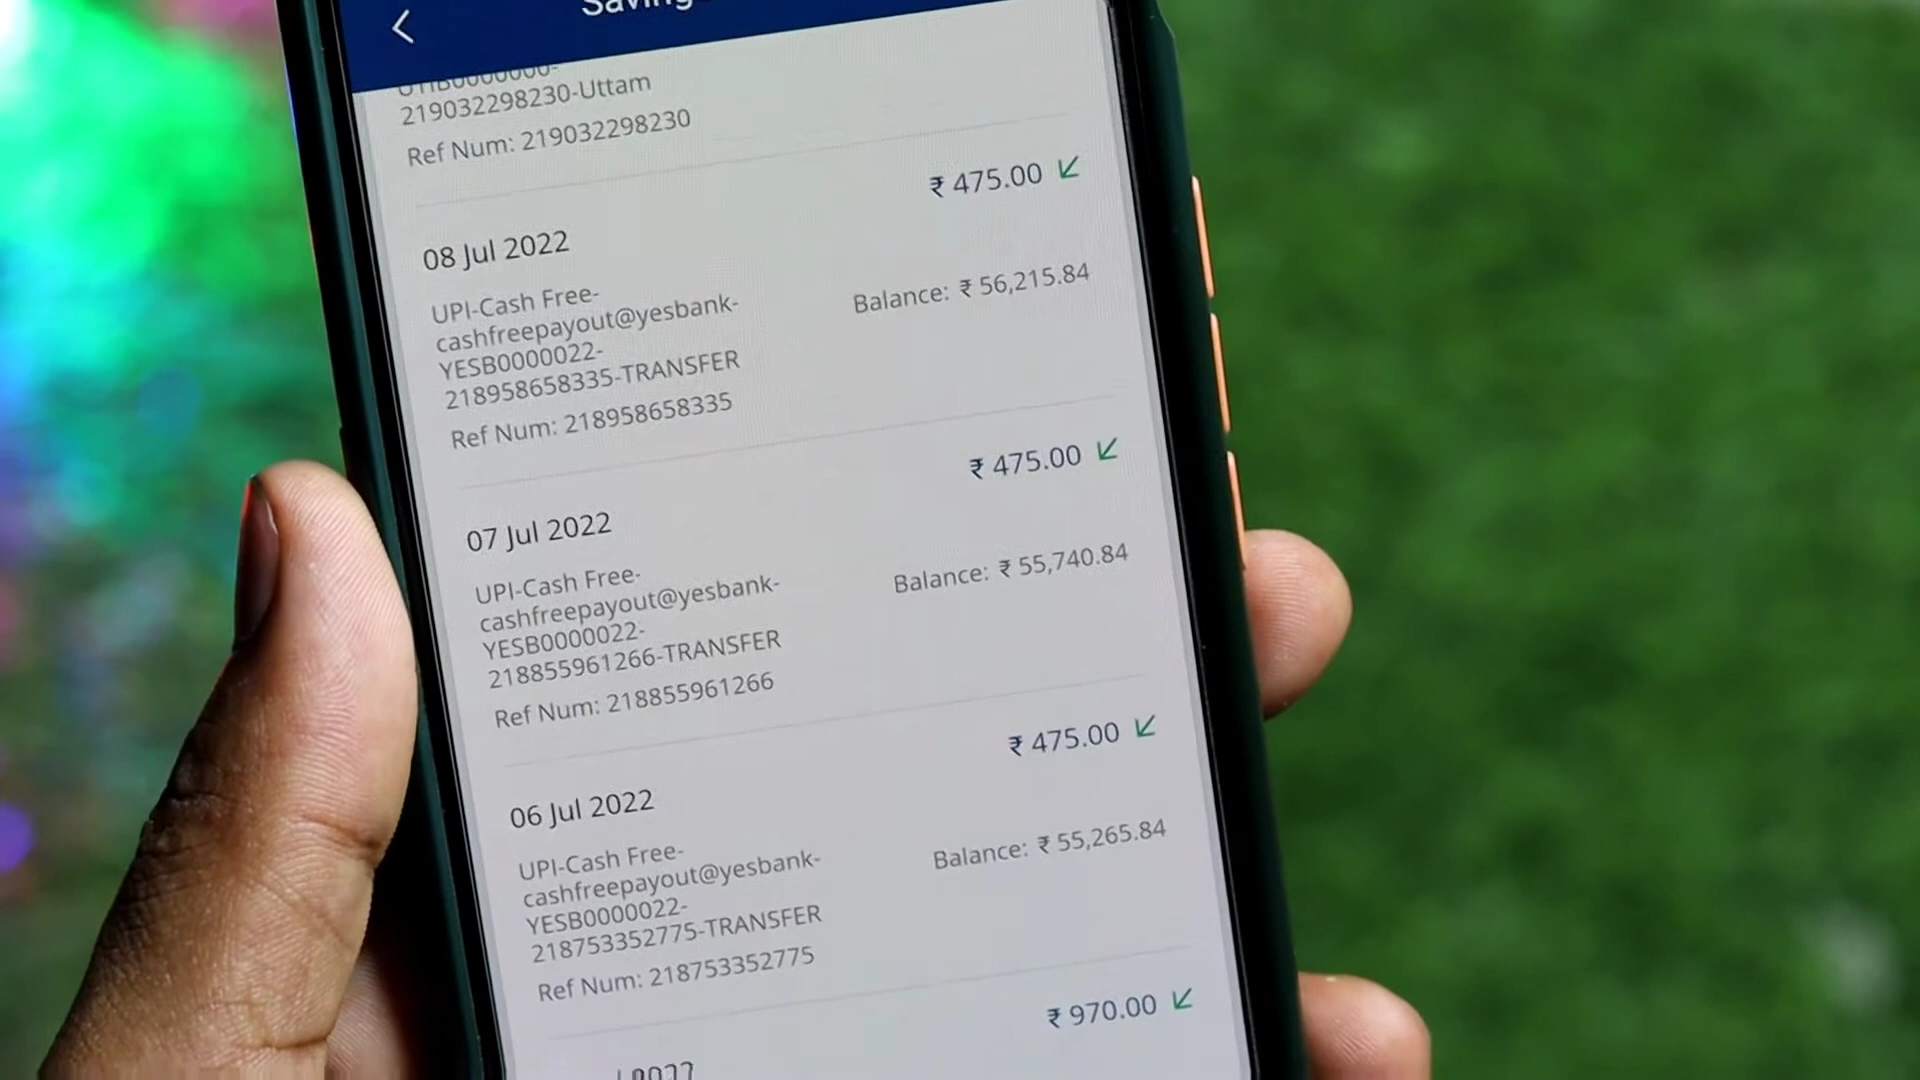 219032298230-Uttam
Ref Num: 219032298230
₹ 475.00
08 Jul 2022
UPI-Cash Free-
cashfreepayout@yesbank-
YESB0000022-
218958658335-TRANSFER
Balance: ₹ 56,215.84
Ref Num: 218958658335
₹ 475.00
07 Jul 2022
UPI-Cash Free-
cashfreepayout@yesbank-
YESB0000022-
218855961266-TRANSFER
Balance: ₹ 55,740.84
Ref Num: 218855961266
₹ 475.00
06 Jul 2022
UPI-Cash Free-
cashfreepayout@yesbank-
YESB0000022-
218753352775-TRANSFER
Balance: ₹ 55,265.84
Ref Num: 218753352775
₹ 970.00